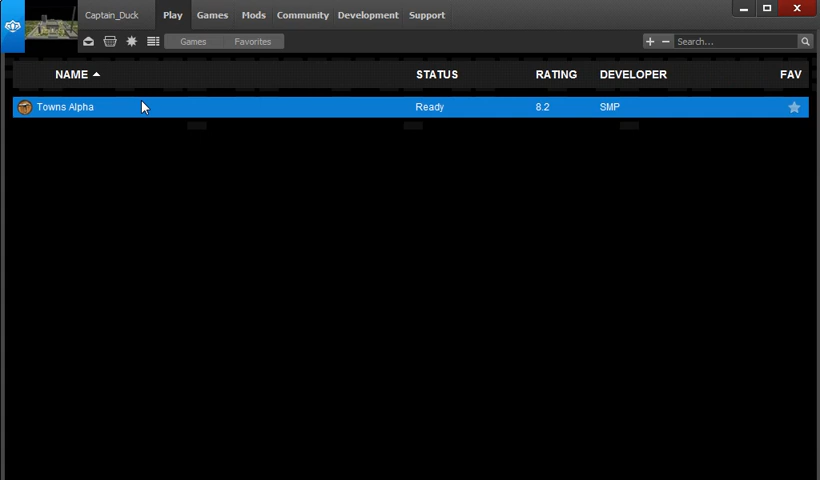 Captain_Duck Play Games Mods Community Development Support
Games Favorites Search...
NAME STATUS RATING DEVELOPER FAV
Towns Alpha Ready 8.2 SMP